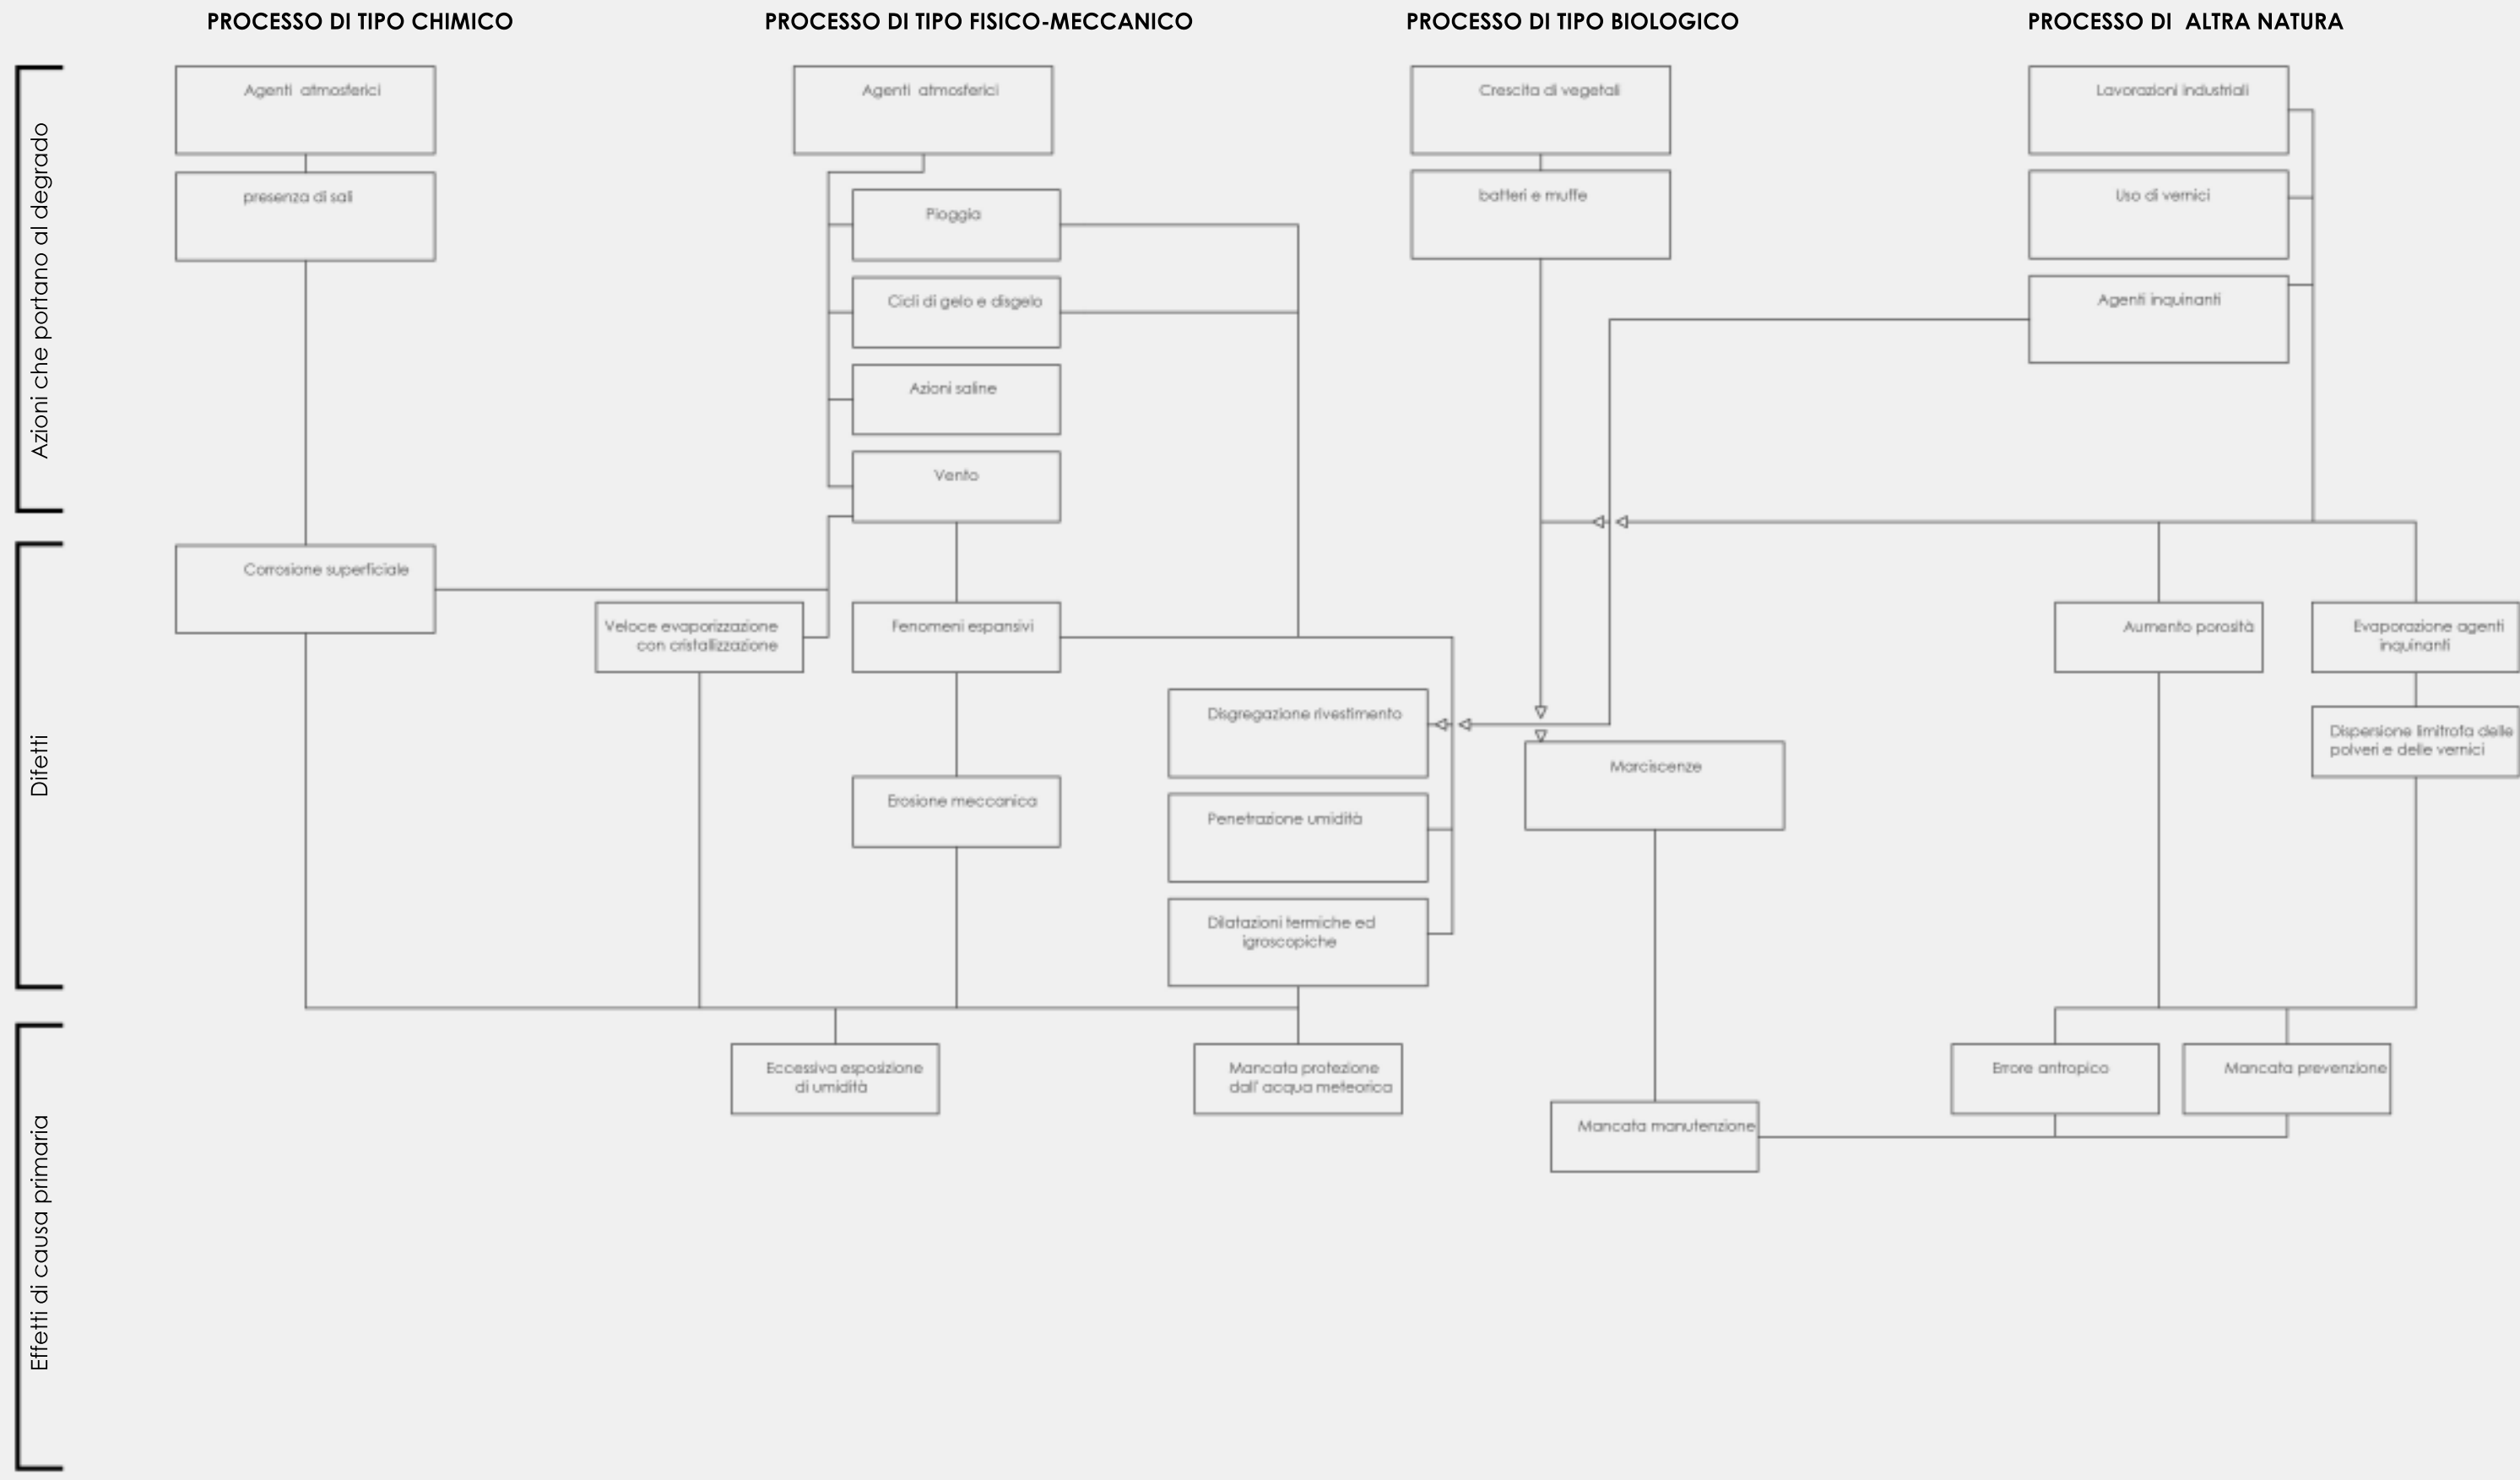 PROCESSO DI TIPO CHIMICO
PROCESSO DI TIPO FISICO-MECCANICO
PROCESSO DI TIPO BIOLOGICO
PROCESSO DI  ALTRA NATURA
Azioni che portano al degrado
Agenti  atmosferici
Agenti  atmosferici
Crescita di vegetali
Lavorazioni industriali
presenza di sali
Pioggia
batteri e muffe
Uso di vernici
Cicli di gelo e disgelo
Agenti inquinanti
Azioni saline
Vento
Difetti
Corrosione superficiale
Veloce evaporizzazione
con cristallizzazione
Fenomeni espansivi
Aumento porosità
Evaporazione agenti
inquinanti
Disgregazione rivestimento
Dispersione limitrofa delle
polveri e delle vernici
Marciscenze
Erosione meccanica
Penetrazione umidità
Dilatazioni termiche ed
igroscopiche
Effetti di causa primaria
Eccessiva esposizione
di umidità
Mancata protezione
dall' acqua meteorica
Errore antropico
Mancata prevenzione
Mancata manutenzione